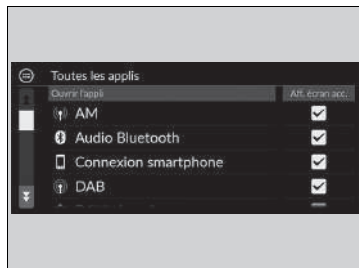 Toutes les applis
Ouvrir l'appli
Aff. écran acc.
AM
Audio Bluetooth
Connexion smartphone
DAB